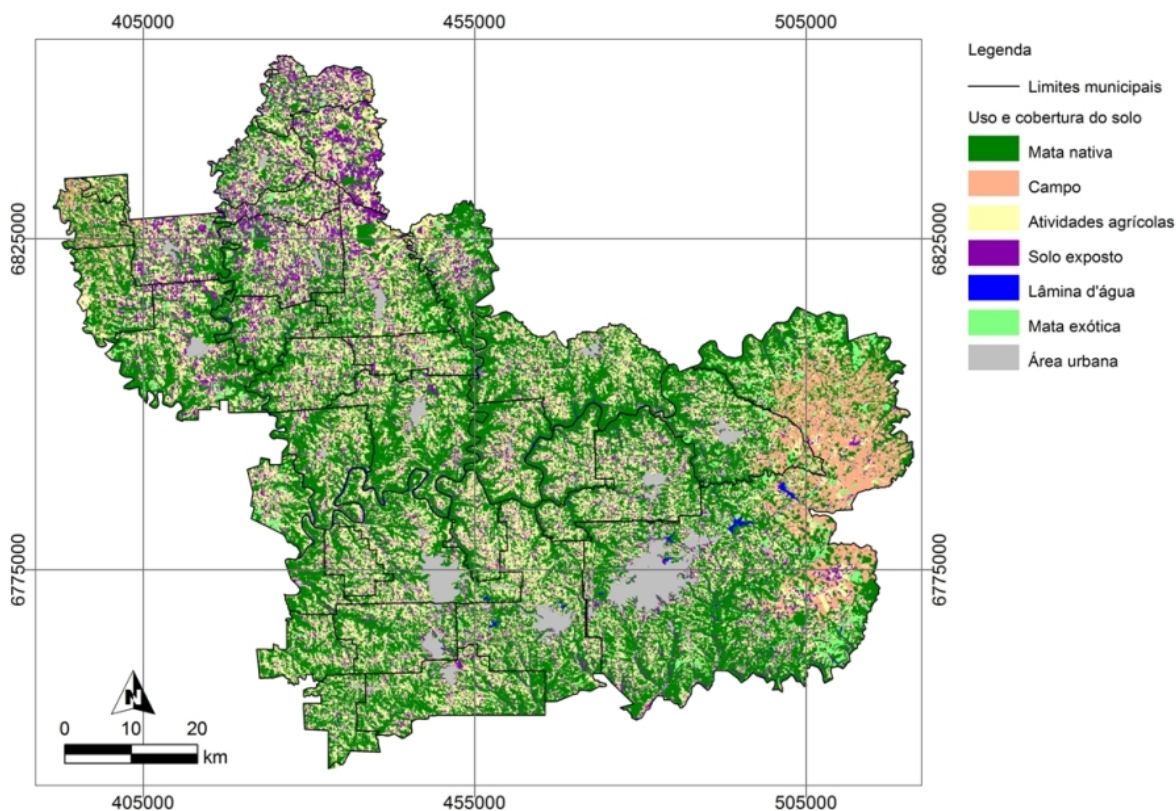 405000 455000 505000
Legenda
Limites municipais
Uso e cobertura do solo
Mata nativa
Campo
Atividades agrícolas
Solo exposto
Lâmina d'água
Mata exótica
Área urbana
6825000 6825000
6775000 6775000
N
0 10 20
km
405000 455000 505000